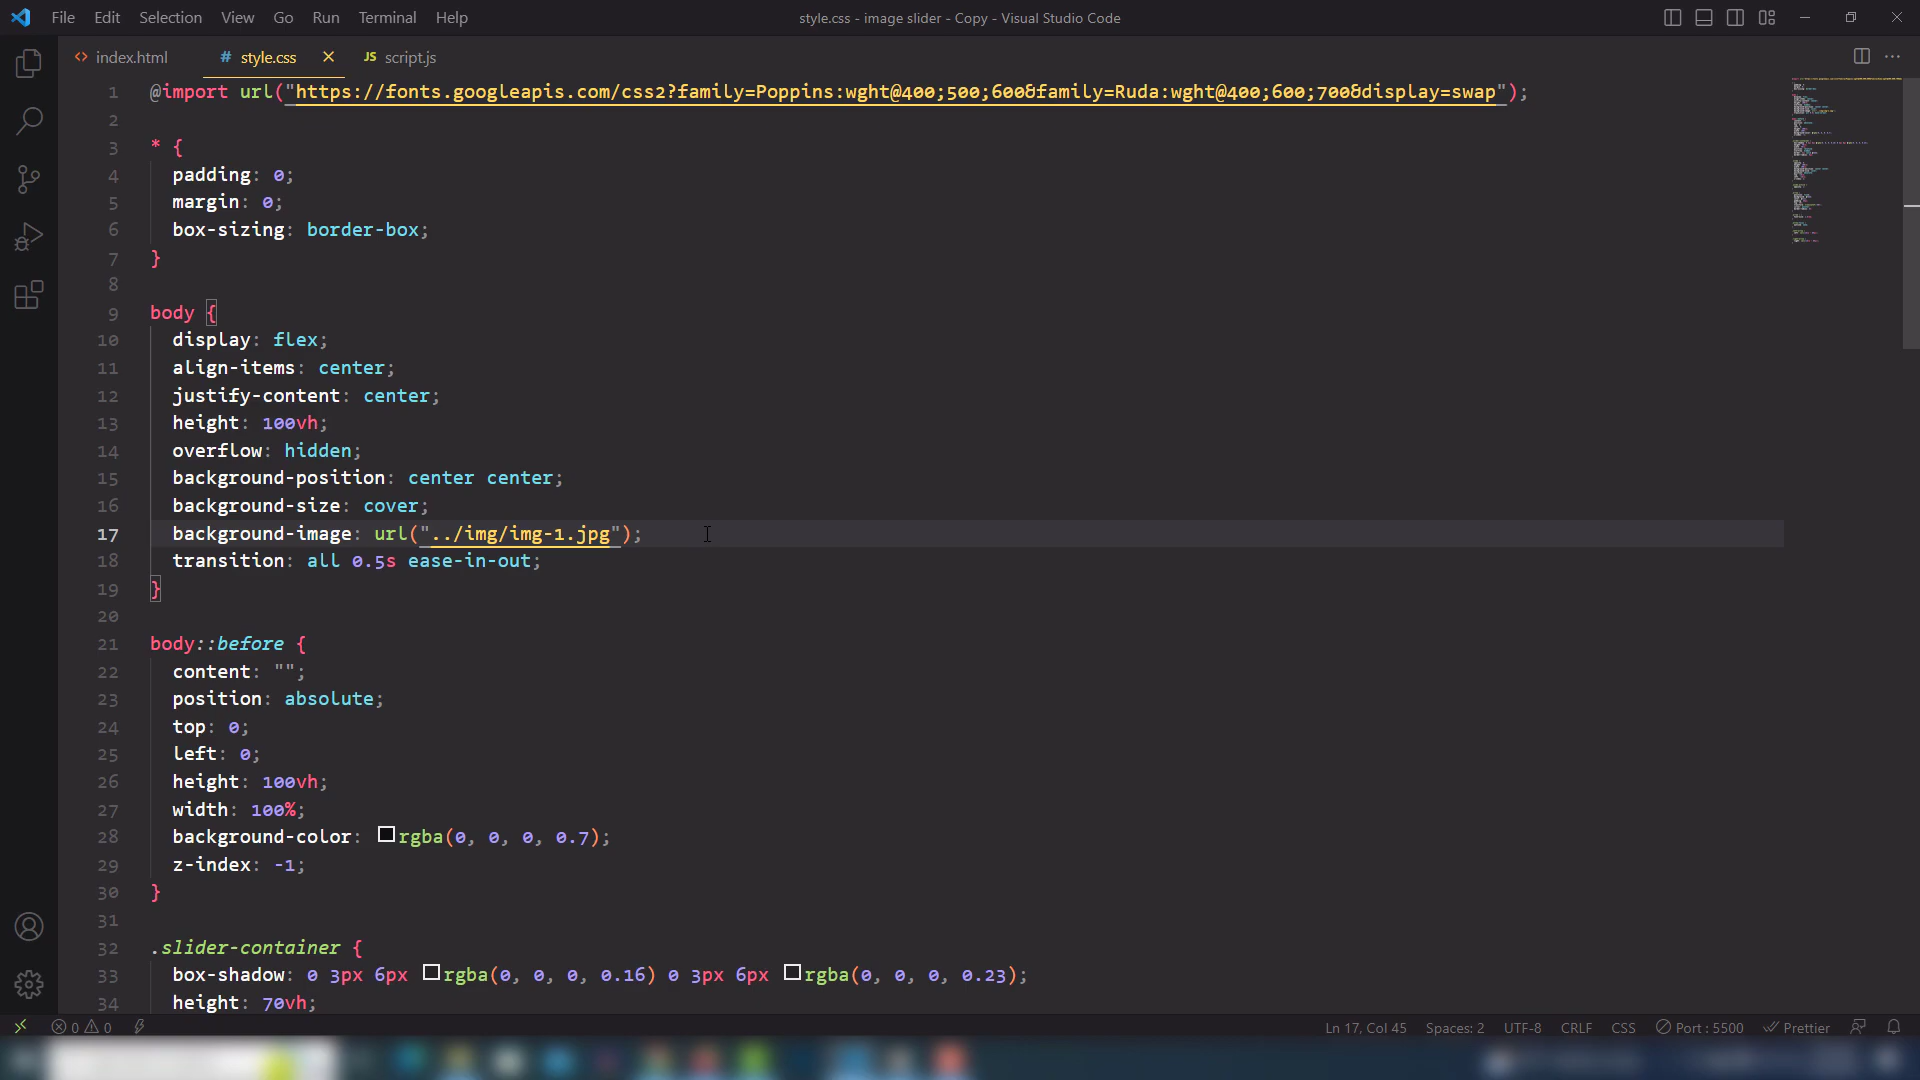 File Edit Selection View Go Run Terminal Help
style.css - image slider - Copy - Visual Studio Code
<> index.html
# style.css
JS script.js
1 @import url("https://fonts.googleapis.com/css2?family=Poppins:wght@400;500;600&family=Ruda:wght@400;600;700&display=swap");
2
3 * {
4 padding: 0;
5 margin: 0;
6 box-sizing: border-box;
7 }
8
9 body {
10 display: flex;
11 align-items: center;
12 justify-content: center;
13 height: 100vh;
14 overflow: hidden;
15 background-position: center center;
16 background-size: cover;
17 background-image: url("../img/img-1.jpg");
18 transition: all 0.5s ease-in-out;
19 }
20
21 body::before {
22 content: "";
23 position: absolute;
24 top: 0;
25 left: 0;
26 height: 100vh;
27 width: 100%;
28 background-color: rgba(0, 0, 0, 0.7);
29 z-index: -1;
30 }
31
32 .slider-container {
33 box-shadow: 0 3px 6px rgba(0, 0, 0, 0.16) 0 3px 6px rgba(0, 0, 0, 0.23);
34 height: 70vh;
0 0
Ln 17, Col 45 Spaces: 2 UTF-8 CRLF CSS Port : 5500 Prettier